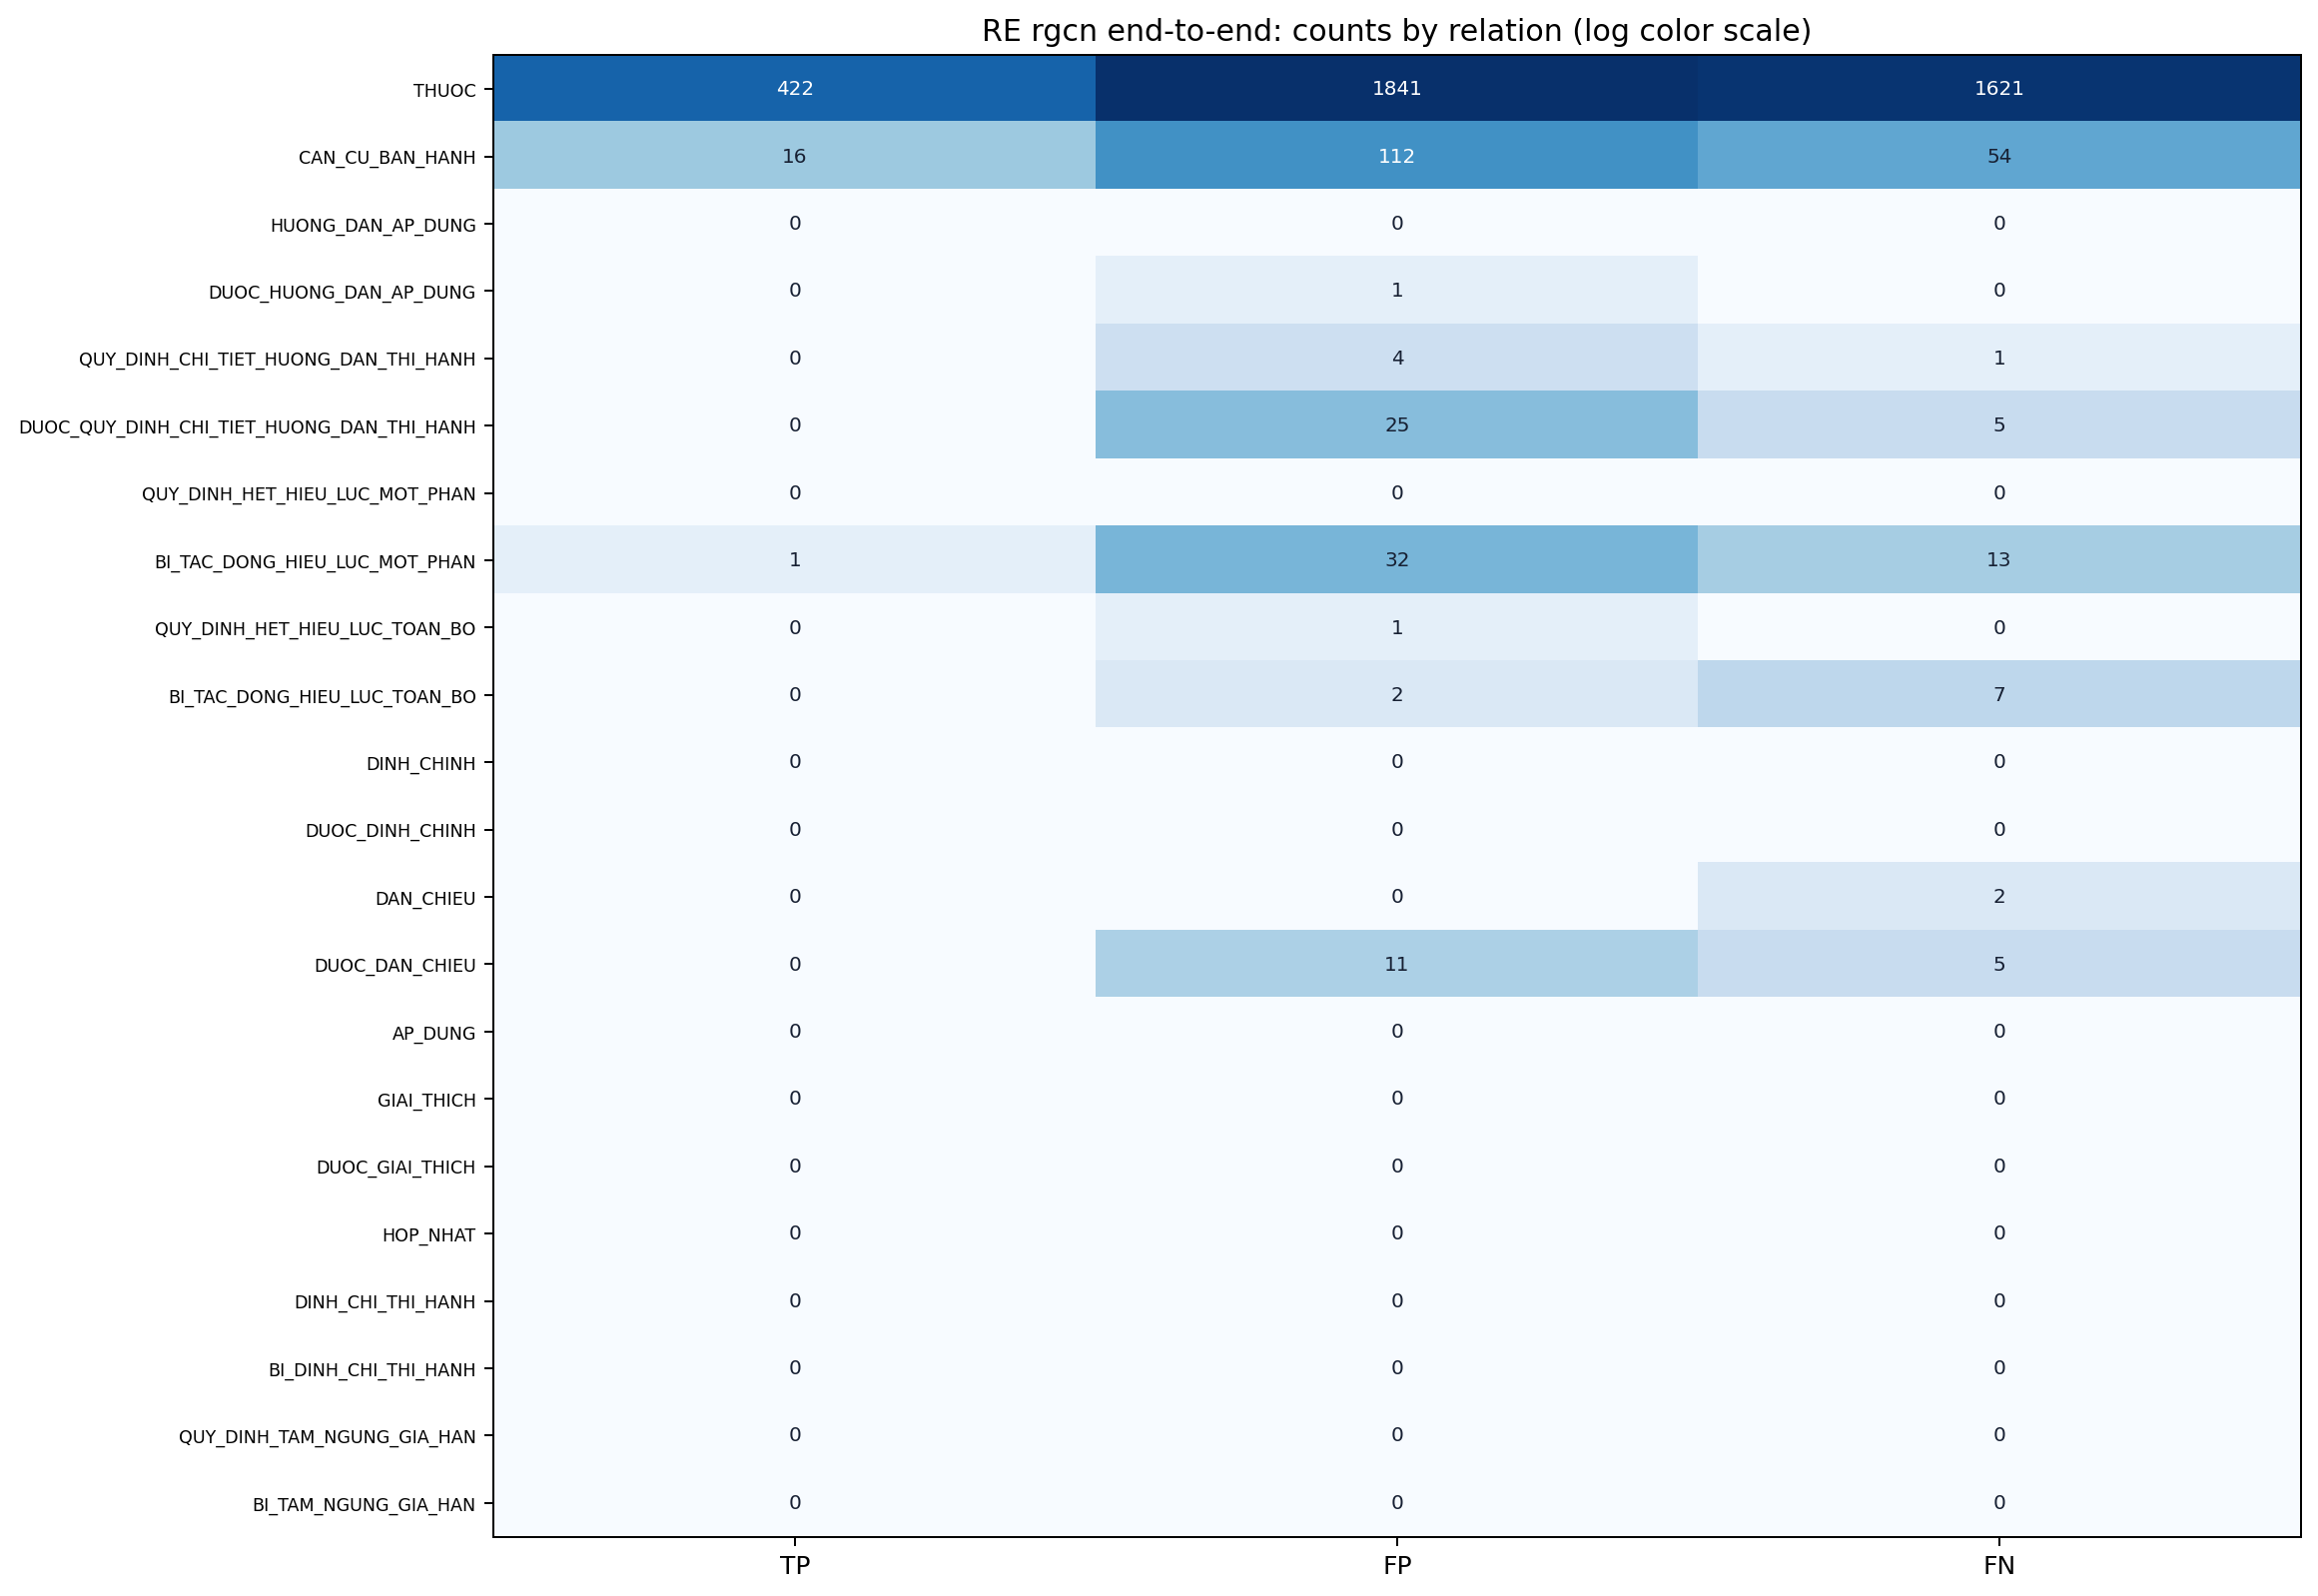 RE rgcn end-to-end: counts by relation (log color scale)
THUOC 422 1841 1621
CAN_CU_BAN_HANH 16 112 54
HUONG_DAN_AP_DUNG 0 0 0
DUOC_HUONG_DAN_AP_DUNG 0 1 0
QUY_DINH_CHI_TIET_HUONG_DAN_THI_HANH 0 4 1
DUOC_QUY_DINH_CHI_TIET_HUONG_DAN_THI_HANH 0 25 5
QUY_DINH_HET_HIEU_LUC_MOT_PHAN 0 0 0
BI_TAC_DONG_HIEU_LUC_MOT_PHAN 1 32 13
QUY_DINH_HET_HIEU_LUC_TOAN_BO 0 1 0
BI_TAC_DONG_HIEU_LUC_TOAN_BO 0 2 7
DINH_CHINH 0 0 0
DUOC_DINH_CHINH 0 0 0
DAN_CHIEU 0 0 2
DUOC_DAN_CHIEU 0 11 5
AP_DUNG 0 0 0
GIAI_THICH 0 0 0
DUOC_GIAI_THICH 0 0 0
HOP_NHAT 0 0 0
DINH_CHI_THI_HANH 0 0 0
BI_DINH_CHI_THI_HANH 0 0 0
QUY_DINH_TAM_NGUNG_GIA_HAN 0 0 0
BI_TAM_NGUNG_GIA_HAN 0 0 0
TP FP FN